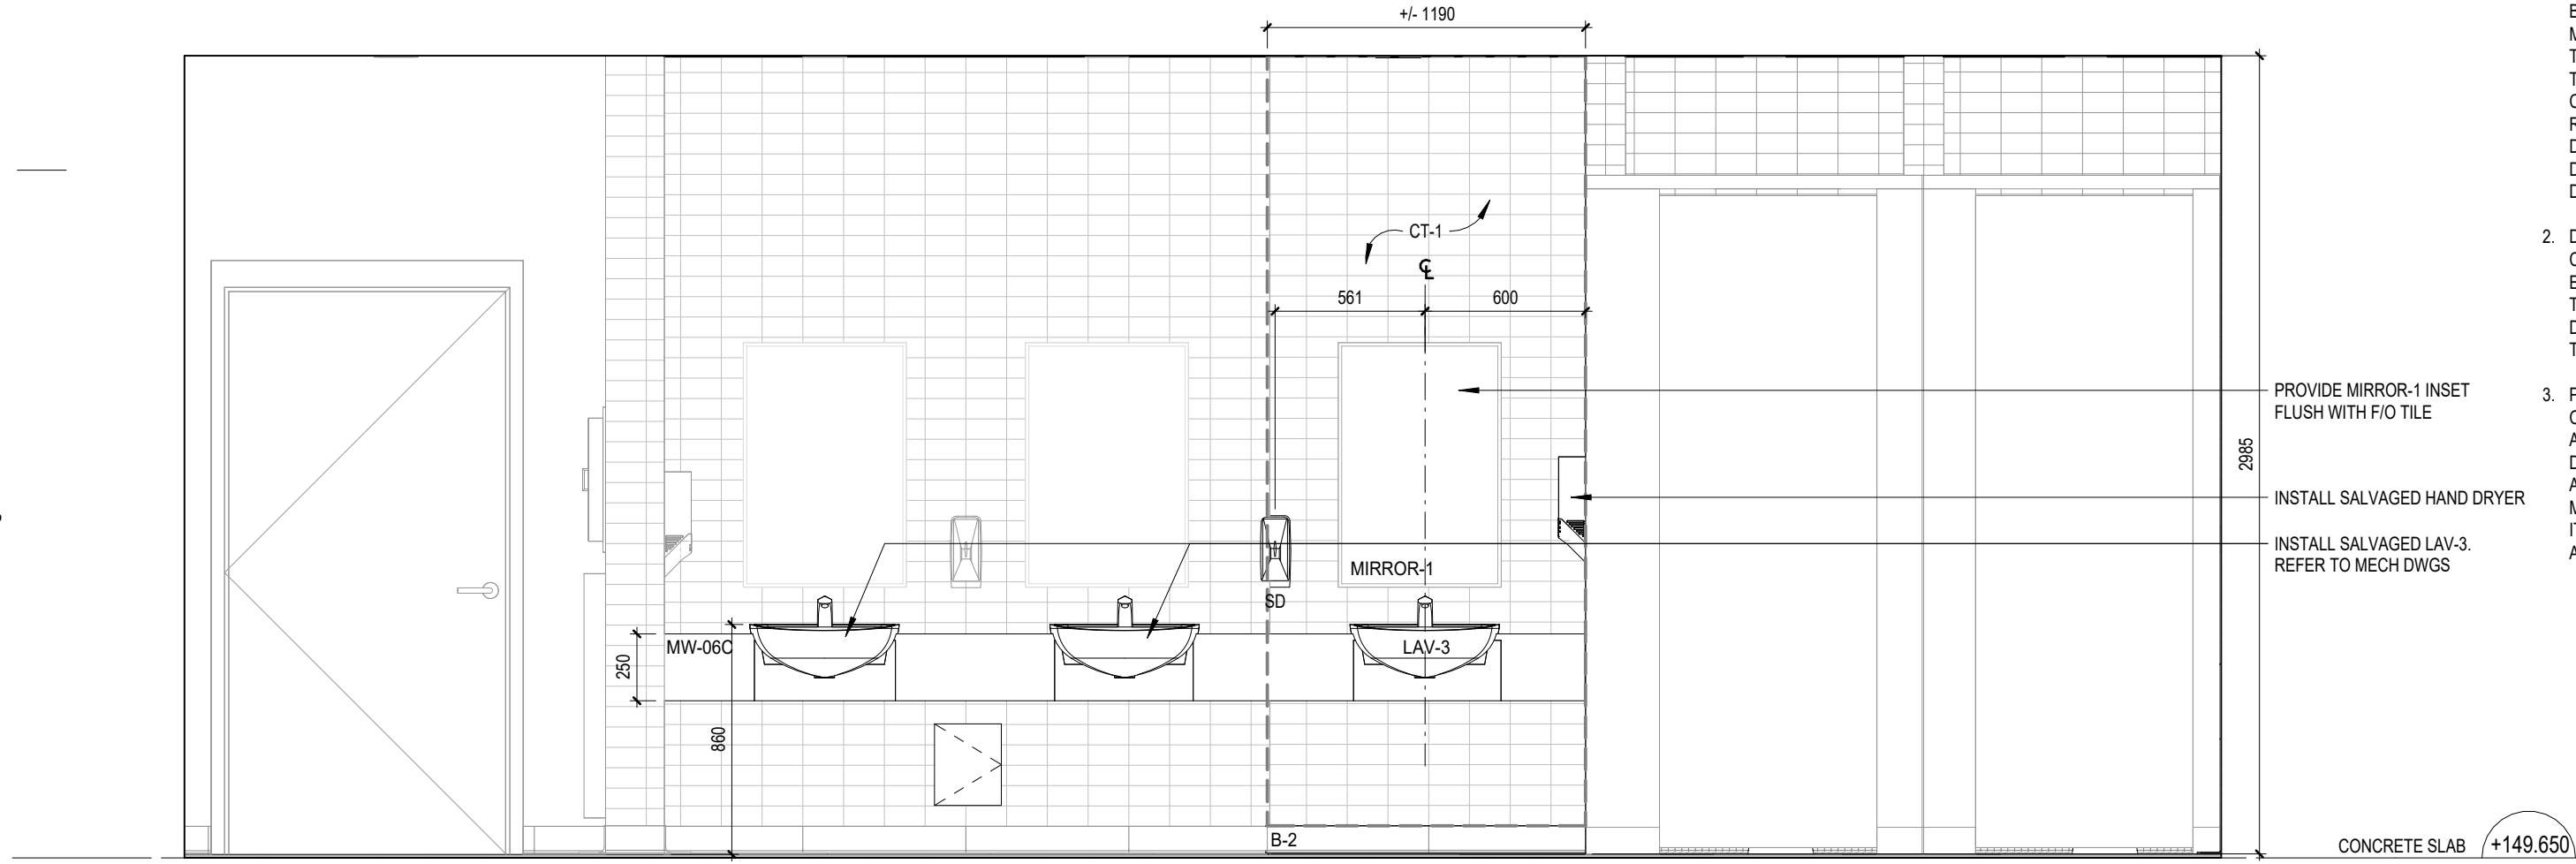 +/- 1190
CT-1
℄
561
600
2985
PROVIDE MIRROR-1 INSET
FLUSH WITH F/O TILE
INSTALL SALVAGED HAND DRYER
INSTALL SALVAGED LAV-3.
REFER TO MECH DWGS
MIRROR-1
SD
MW-06C
LAV-3
250
860
B-2
CONCRETE SLAB
+149.650
2.
3.